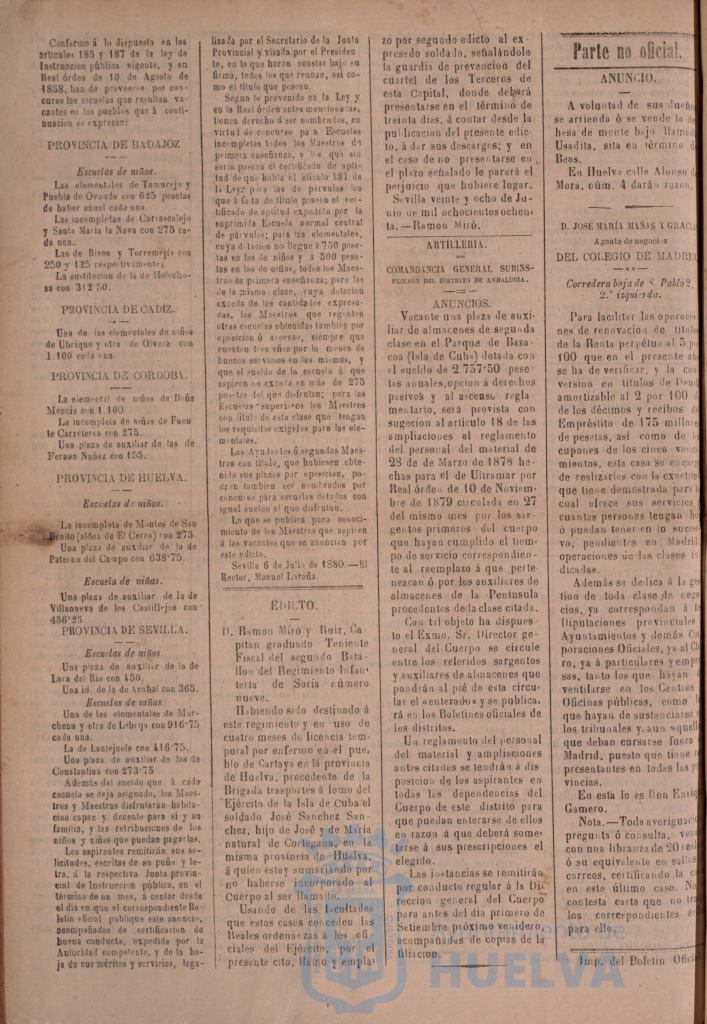 Conforme á lo dispuesto en los
artículos 185 y 187 de la ley de
Instruccion pública vigente, y en
Real órden de 10 de Agosto de
1858, han de proveerse por con-
curso las escuelas que resultan va-
cantes en los pueblos que á conti-
nuacion se expresan:
PROVINCIA DE BADAJOZ
Escuelas de niños.
Las elementales de Tamurejo y
Puebla de Ovando con 625 pesetas
de haber anual cada una.
Las incompletas de Carrascalejo
y Santa María la Nava con 275 ca-
da una.
Las de Risco y Torremejía con
250 y 125 respectivamente.
La sustitucion de la de Helecho-
sa con 312'50.
PROVINCIA DE CADIZ.
Una de las elementales de niños
de Ubrique y otra de Olvera con
1.100 cada una.
PROVINCIA DE CORDOBA.
La elemental de niños de Doña
Mencia con 1.100
La incompleta de niños de Fuen
te Carreteros con 275.
Una plaza de auxiliar de las de
Fernan Nuñez con 455.
PROVINCIA DE HUELVA.
Escuelas de niños.
La incompleta de Montes de San
Benito (aldea de El Cerro) con 275
Una plaza de auxiliar de la de
Paterna del Campo con 638'75.
Escuela de niñas.
Una plaza de auxiliar de la de
Villanueva de los Castillejos con
456'25
PROVINCIA DE SEVILLA.
Escuelas de niños
Una plaza de auxiliar de la de
Lora del Rio con 450.
Una id. de la de Arahal con 365.
Escuelas de niñas
Una de las elementales de Mar-
chena y otra de Lebrija con 916'75
cada una.
La de Lantejuela con 416'75.
Una plaza de auxiliar de las de
Constantina con 273'75
Además del sueldo que á cada
escuela se deja asignado, los Maes-
tros y Maestras disfrutarán habita-
cion capaz y decente para sí y su
familia, y las retribuciones de los
niños y niñas que puedan pagarlas.
Los aspirantes remitirán sus so-
licitudes, escritas de su puño y le-
tra, á la respectiva Junta provin-
cial de Instruccion pública, en el
término de un mes, á contar desde
el dia en que el correspondiente Bo-
letin oficial publique este anuncio,
acompañadas de certificacion de
buena conducta, expedida por la
Autoridad competente, y de la ho-
ja de sus méritos y servicios, lega-
lizada por el Secretario de la Junta
Provincial y visada por el Presiden
te, en la que harán constar bajo su
firma, todos los que reunan, así co-
mo el título que posean.
Segun lo prevenido en la Ley y
en la Real órden antes mencionadas,
tienen derecho á ser nombrados, en
virtud de concurso para Escuelas
incompletas todos los Maestros de
primera enseñanza, y los que sin
serlo posean el certificado de apti-
tud de que habla el artículo 181 de
la Ley; para las de párvulos los
que á falta de título posean el cer-
tificado de aptitud expedido por la
suprimida Escuela normal central
de párvulos; para las elementales,
cuya dotacion no llegue á 750 pese-
tas en las de niños y á 500 pese-
tas en las de niñas, todos los Maes-
tros de primera enseñanza; para las
de la misma clase, cuya dotacion
exceda de las cantidades expresa-
das, los Maestros que regenten
otras escuelas obtenidas tambien por
oposicion ó ascenso, siempre que
cuenten tres años por lo menos de
buenos servicios en las mismas, y
que el sueldo de la escuela á que
aspiren no exceda en más de 275
pesetas del que disfrutan; para las
Escuelas superiores los Maestros
con título de esta clase que tengan
los requisitos exigidos para las ele-
mentales.
Los Ayudantes ó segundos Maes-
tros con título, que hubiesen obte-
nido sus plazas por oposicion, po-
drán tambien ser nombrados por
concurso para escuelas dotadas con
igual sueldo al que disfrutan.
Lo que se publica para conoci-
miento de los Maestros que aspiren
á las vacantes que se anuncian por
este edicto.
Sevilla 6 de Julio de 1880.—El
Rector, Manuel Laraña.
EDICTO.
D. Ramon Miró y Ruiz, Ca-
pitan graduado Teniente
Fiscal del segundo Bata-
llon del Regimiento Infan-
tería de Soria número
nueve.
Habiendo sido destinado á
este regimiento y en uso de
cuatro meses de licencia tem-
poral por enfermo en el pue-
blo de Cartaya en la provincia
de Huelva, procedente de la
Brigada trasportes á lomo del
Ejército de la Isla de Cuba el
soldado José Sanchez San-
chez, hijo de José y de María
natural de Cortegana, en la
misma provincia de Huelva,
á quien estoy sumariando por
no haberse incorporado al
Cuerpo al ser llamado.
Usando de las facultades
que estos casos conceden las
Reales ordenanzas á los ofi-
ciales del Ejército, por el
presente cito, llamo y empla-
zo por segundo edicto al ex-
presado soldado, señalándole
la guardia de prevencion del
cuartel de los Terceros de
esta Capital, donde deberá
presentarse en el término de
treinta dias, á contar desde la
publicacion del presente edic-
to, á dar sus descargos; y en
el caso de no presentarse en
el plazo señalado le parará el
perjuicio que hubiere lugar.
Sevilla veinte y ocho de Ju-
nio de mil ochocientos ochen-
ta.—Ramon Miró.
ARTILLERIA.
COMANDANCIA GENERAL SUBINS-
PECCION DEL DISTRITO DE ANDALUCIA.
ANUNCIOS.
Vacante una plaza de auxi-
liar de almacenes de segunda
clase en el Parque de Baza-
coa (Isla de Cuba) dotada con
el sueldo de 2.737'50 pese-
tas anuales, opcion á derechos
pasivos y al ascenso regla-
mentario, será provista con
sugecion al artículo 18 de las
ampliaciones al reglamento
del personal del material de
28 de Marzo de 1878 he-
chas para el de Ultramar por
Real órden de 10 de Noviem-
bre de 1879 circulada en 27
del mismo mes por los sar-
gentos primeros del cuerpo
que hayan cumplido el tiem-
po de servicio correspondien-
te al reemplazo á que perte-
nezcan ó por los auxiliares de
almacenes de la Península
procedentes de la clase citada.
Con tal objeto ha dispues-
to el Exmo. Sr. Director ge-
neral del Cuerpo se circule
entre los referidos sargentos
y auxiliares de almacenes que
pondrán al pié de esta circu-
lar el «enterado» y se publica-
rá en los Boletines oficiales de
los distritos.
Un reglamento del personal
del material y ampliaciones
antes citadas se tendrán á dis-
posicion de los aspirantes en
todas las dependencias del
Cuerpo de este distrito para
que puedan enterarse de ellos
en razon á que deberá some-
terse á sus prescripciones el
elegido.
Las instancias se remitirán
por conducto regular á la Di-
reccion general del Cuerpo
para antes del dia primero de
Setiembre próximo venidero,
acompañadas de copias de la
filiacion.
Parte no oficial.
ANUNCIO.
A voluntad de sus dueños
se arrienda ó se vende la de
hesa de monte bajo Ramada
Usadita, sita en término de
Beas.
En Huelva calle Alonso de
Mora, núm. 4 dará razon.
D. JOSÉ MARÍA MAÑAS Y GRACIA
Agente de negocios
DEL COLEGIO DE MADRID
Corredera baja de S. Pablo 2,
2.º izquierda.
Para facilitar las operacio-
nes de renovacion de títulos
de la Renta perpétua al 3 por
100 que en el presente año
se ha de verificar, y la con
version en títulos de Deuda
amortizable al 2 por 100 de
de los décimos y recibos del
Empréstito de 175 millones
de pesetas, así como de los
cupones de los cinco venci-
mientos, esta casa se encarga
de realizarlas con la exactitud
que tiene demostrada para lo
cual ofrece sus servicios á
cuantas personas tengan hoy
ó puedan tener en lo suce-
vo, pendientes en Madrid
operaciones de las clases in-
dicadas.
Además se dedica á la ges-
tion de toda clase de nego-
cios, ya correspondan á las
Diputaciones provinciales
Ayuntamientos y demás Cor-
poraciones Oficiales, ya al Cle-
ro, ya á particulares y empre-
sas, tanto los que hayan de
ventilarse en los Centros y
Oficinas públicas, como los
que hayan de sustanciarse en
los tribunales y aun aquellos
que deban cursarse fuera de
Madrid, puesto que tiene re-
presentantes en todas las pro-
vincias.
En esta lo es Don Enrique
Gamero.
Nota.—Toda averiguacion
pregunta ó consulta, vendrá
con una libranza de 20 reales
ó su equivalente en sellos de
correos, certificando la carta
en este último caso. No se
contesta carta que no traiga
los correspondientes sellos
para ello.
Imp. del Boletin Oficial
HUELVA